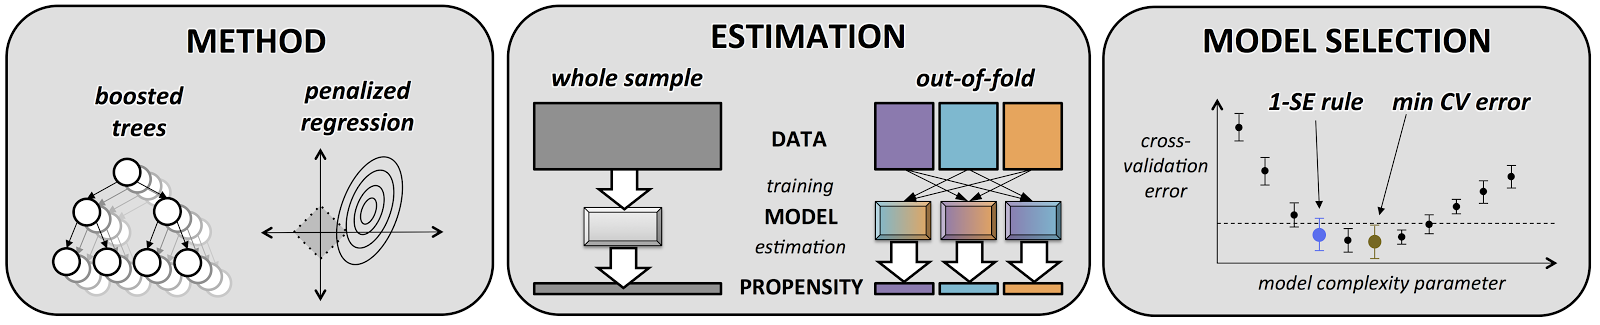 METHOD
boosted
trees
penalized
regression
ESTIMATION
whole sample
out-of-fold
DATA
training
MODEL
estimation
PROPENSITY
MODEL SELECTION
1-SE rule
min CV error
cross-
validation
error
model complexity parameter